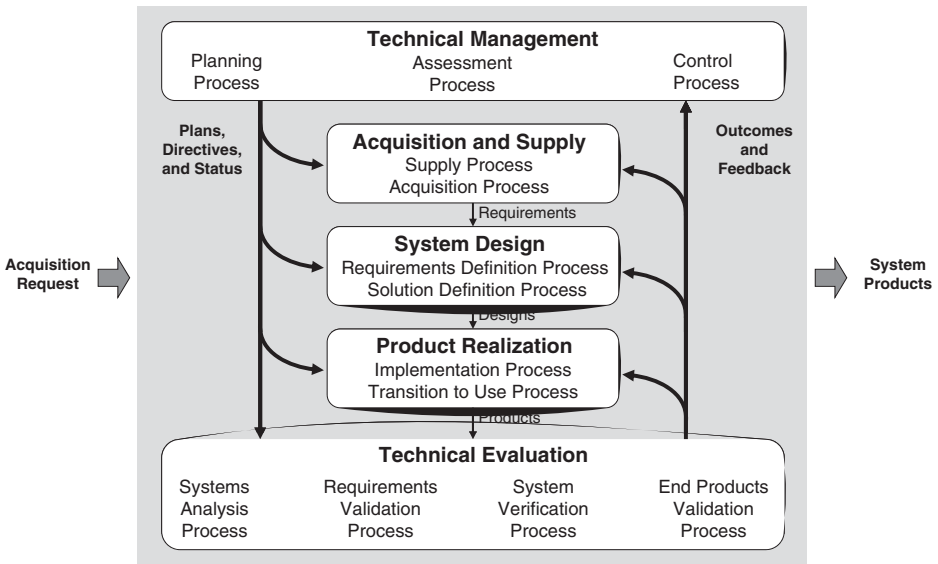 Technical Management
Planning
Process
Assessment
Process
Control
Process
Plans,
Directives,
and Status
Outcomes
and
Feedback
Acquisition and Supply
Supply Process
Acquisition Process
Requirements
System Design
Requirements Definition Process
Solution Definition Process
Designs
Acquisition
Request
System
Products
Product Realization
Implementation Process
Transition to Use Process
Products
Technical Evaluation
Systems
Analysis
Process
Requirements
Validation
Process
System
Verification
Process
End Products
Validation
Process